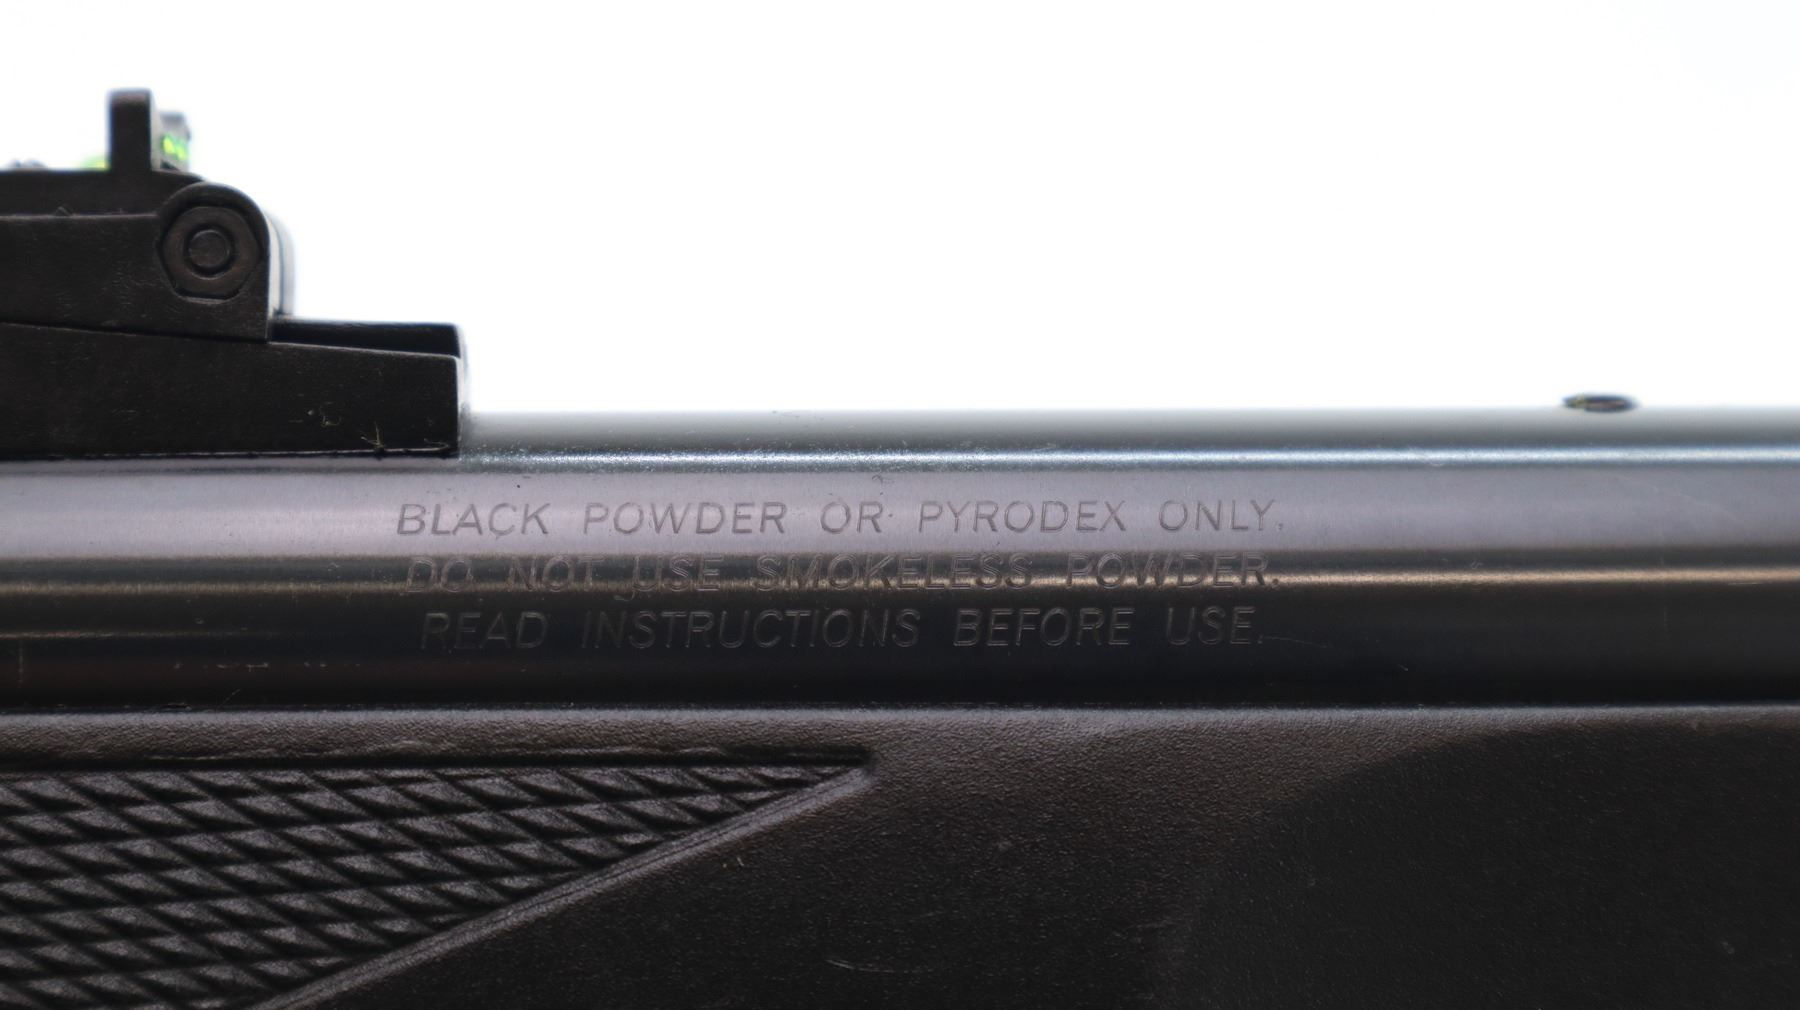 BLACK POWDER OR PYRODEX ONLY.
DO NOT USE SMOKELESS POWDER.
READ INSTRUCTIONS BEFORE USE.